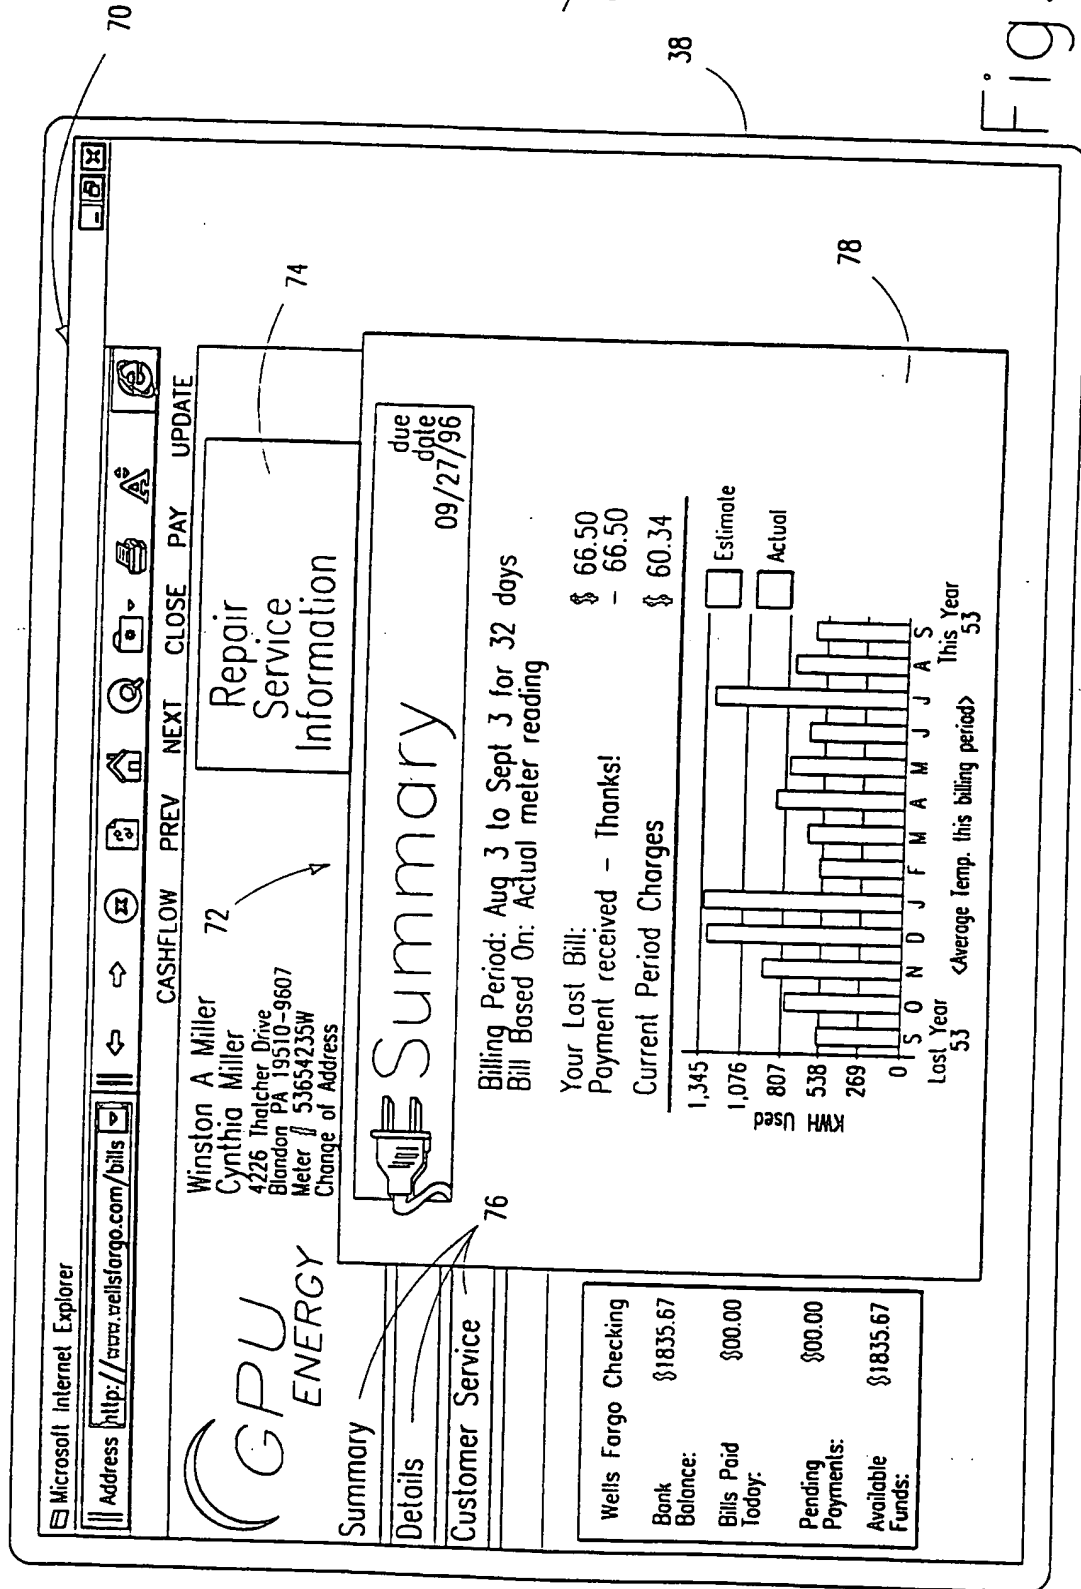 70
Microsoft Internet Explorer
Address http://www.wellsfargo.com/bills
CASHFLOW PREV NEXT CLOSE PAY UPDATE
GPU
ENERGY
Winston A Miller
Cynthia Miller
4226 Thatcher Drive
Blandon PA 19510-9607
Meter # 53654235W
Change of Address
72
Repair
Service
Information
74
Summary
Details
Customer Service
76
Summary
due
date
09/27/96
Billing Period: Aug 3 to Sept 3 for 32 days
Bill Based On: Actual meter reading
Your Last Bill: $ 66.50
Payment received - Thanks! - 66.50
Current Period Charges $ 60.34
KWH Used
1,345
1,076
807
538
269
0
S O N D J F M A M J J A S
Last Year
53
<Average Temp. this billing period>
This Year
53
Estimate
Actual
78
Wells Fargo Checking
Bank
Balance: $1835.67
Bills Paid
Today: $00.00
Pending
Payments: $00.00
Available
Funds: $1835.67
38
Fig.